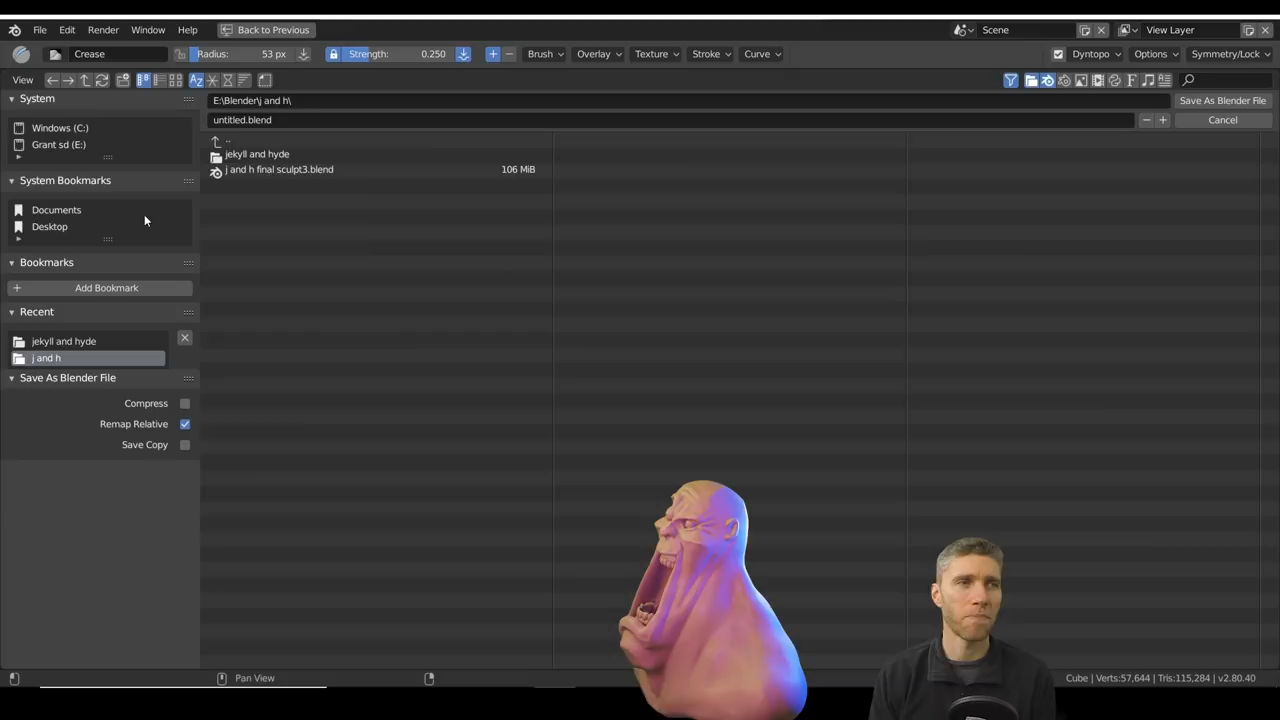 File Edit Render Window Help Back to Previous Scene View Layer
Crease Radius: 53 px Strength: 0.250 Brush Overlay Texture Stroke Curve Dyntopo Options Symmetry/Lock
View
System
Windows (C:)
Grant sd (E:)
System Bookmarks
Documents
Desktop
Bookmarks
Add Bookmark
Recent
jekyll and hyde
j and h
Save As Blender File
Compress
Remap Relative
Save Copy
E:\Blender\j and h\ Save As Blender File
untitled.blend Cancel
..
jekyll and hyde
j and h final sculpt3.blend 106 MiB
Pan View Cube | Verts:57,644 | Tris:115,284 | v2.80.40